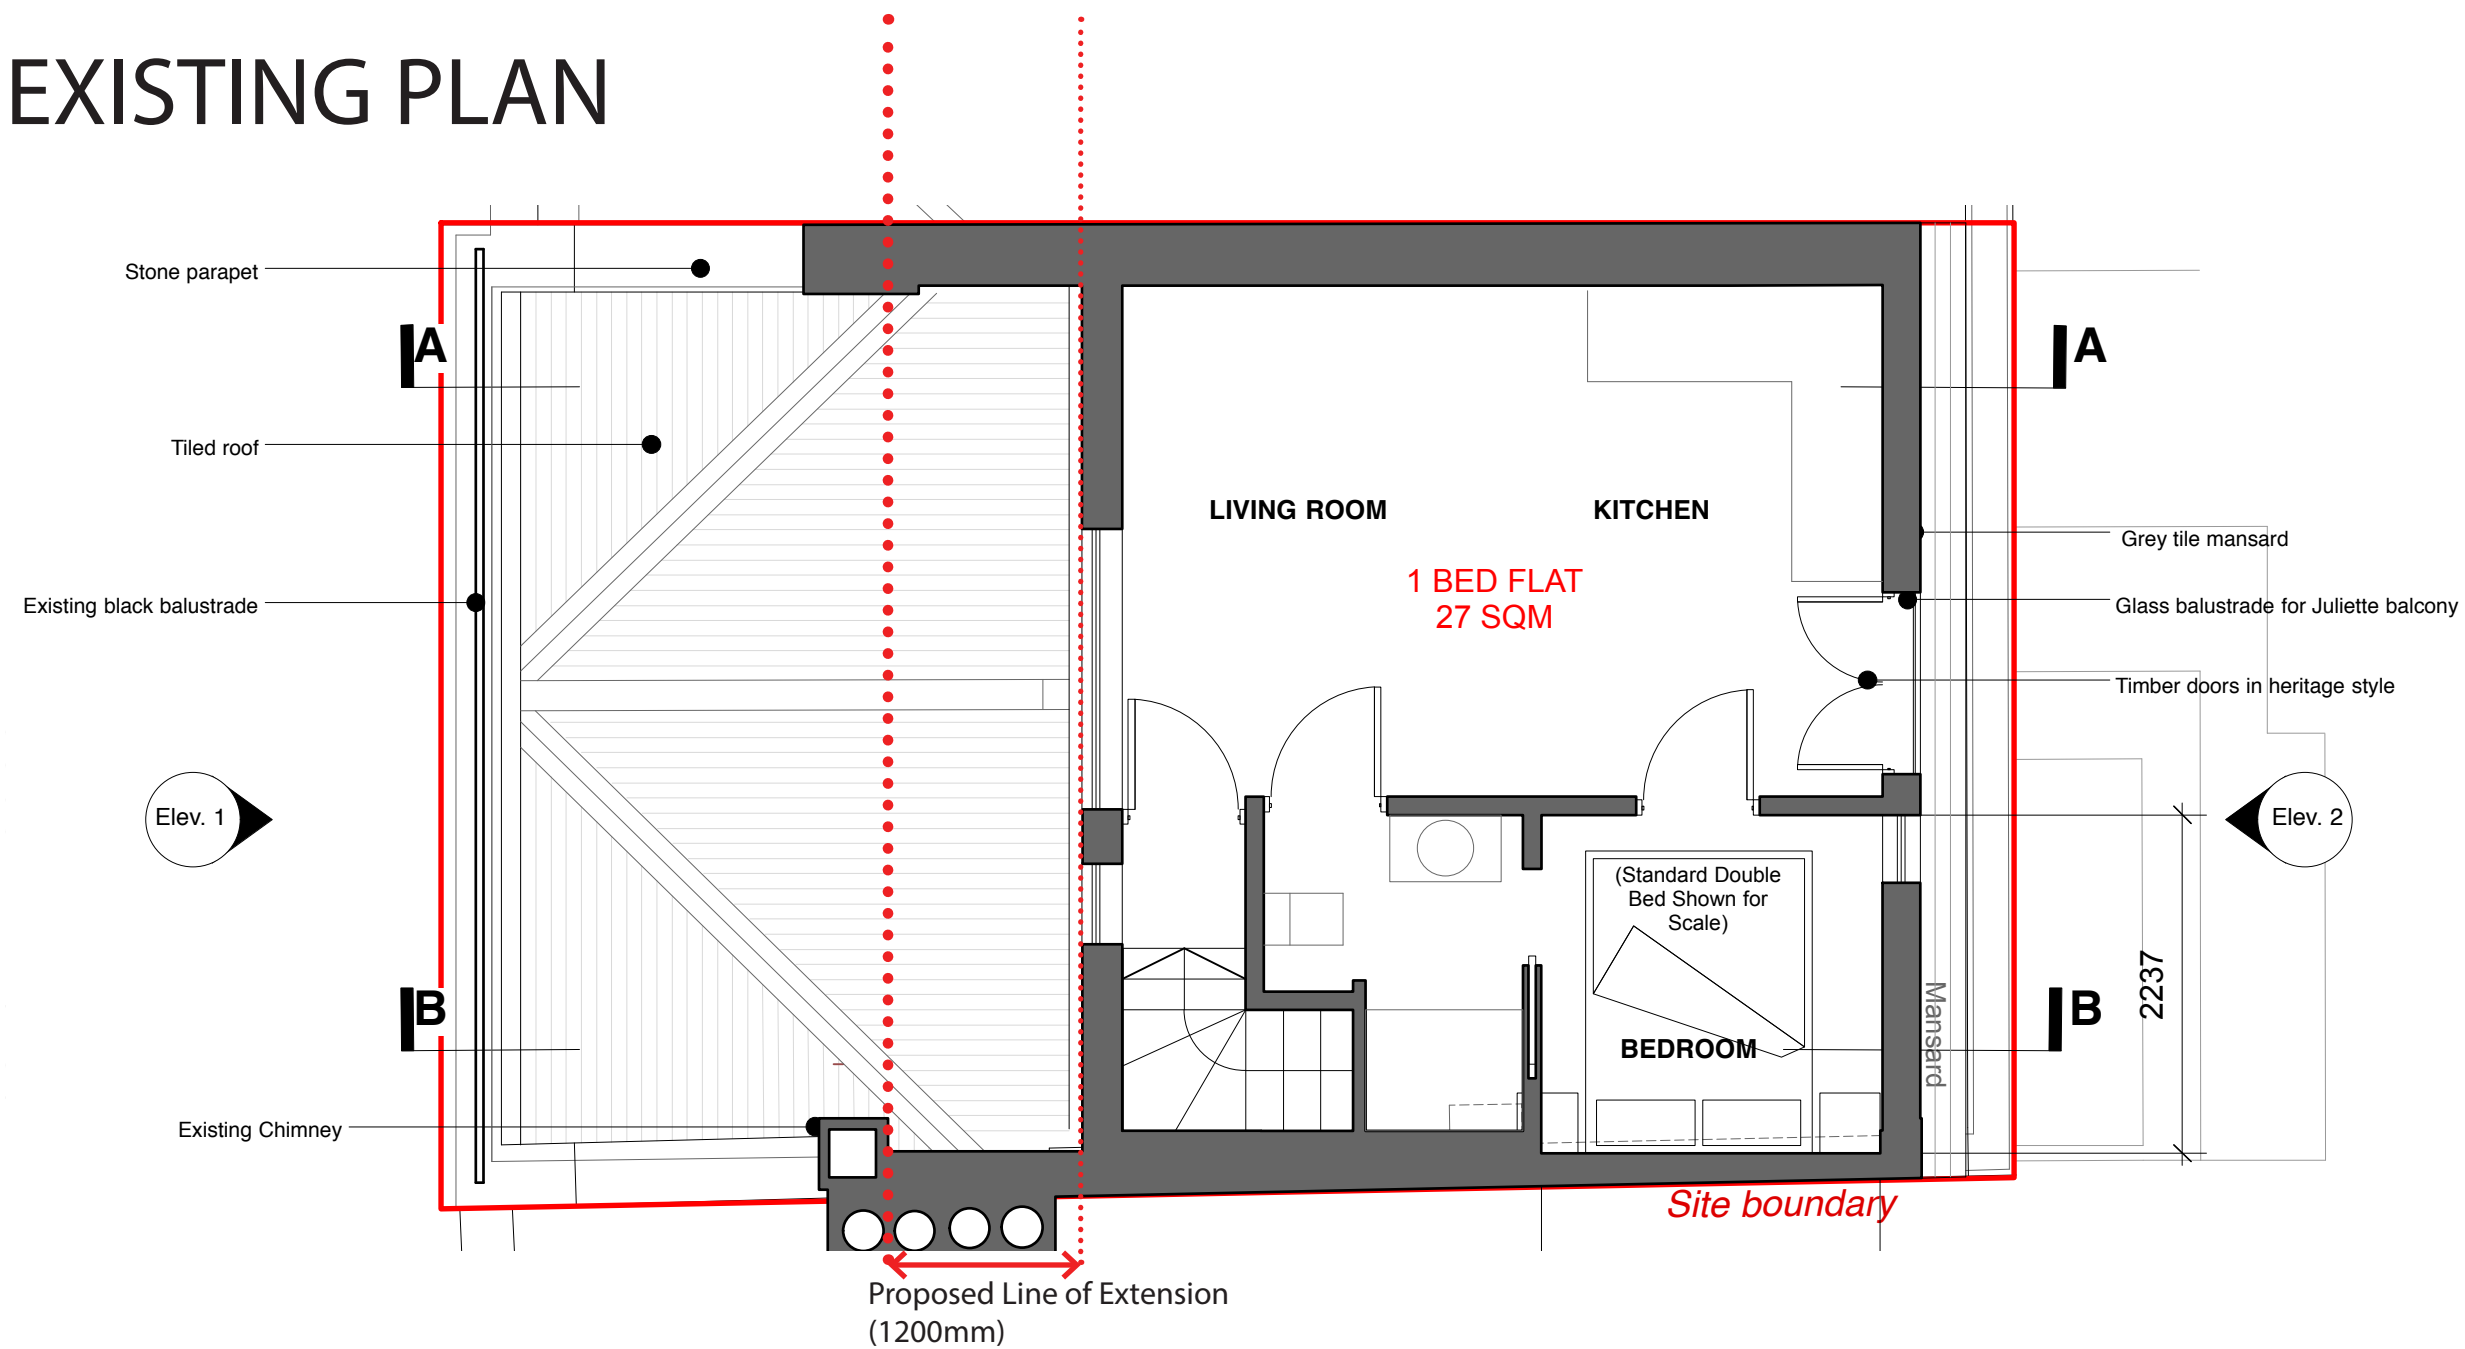 EXISTING PLAN
Stone parapet
A
A
Tiled roof
LIVING ROOM
KITCHEN
Grey tile mansard
1 BED FLAT
27 SQM
Existing black balustrade
Glass balustrade for Juliette balcony
Timber doors in heritage style
Elev. 1
Elev. 2
(Standard Double
Bed Shown for
Scale)
2237
B
B
Mansard
BEDROOM
Existing Chimney
Site boundary
Proposed Line of Extension
(1200mm)